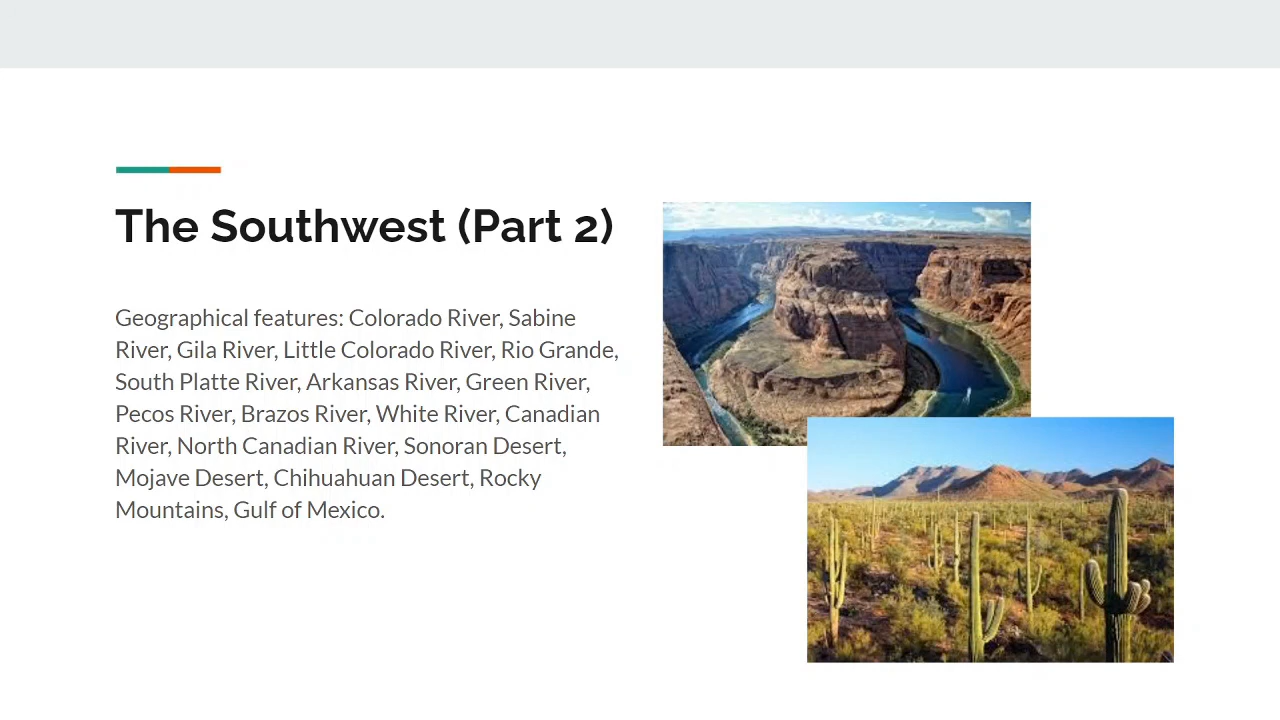 The Southwest (Part 2)
Geographical features: Colorado River, Sabine
River, Gila River, Little Colorado River, Rio Grande,
South Platte River, Arkansas River, Green River,
Pecos River, Brazos River, White River, Canadian
River, North Canadian River, Sonoran Desert,
Mojave Desert, Chihuahuan Desert, Rocky
Mountains, Gulf of Mexico.